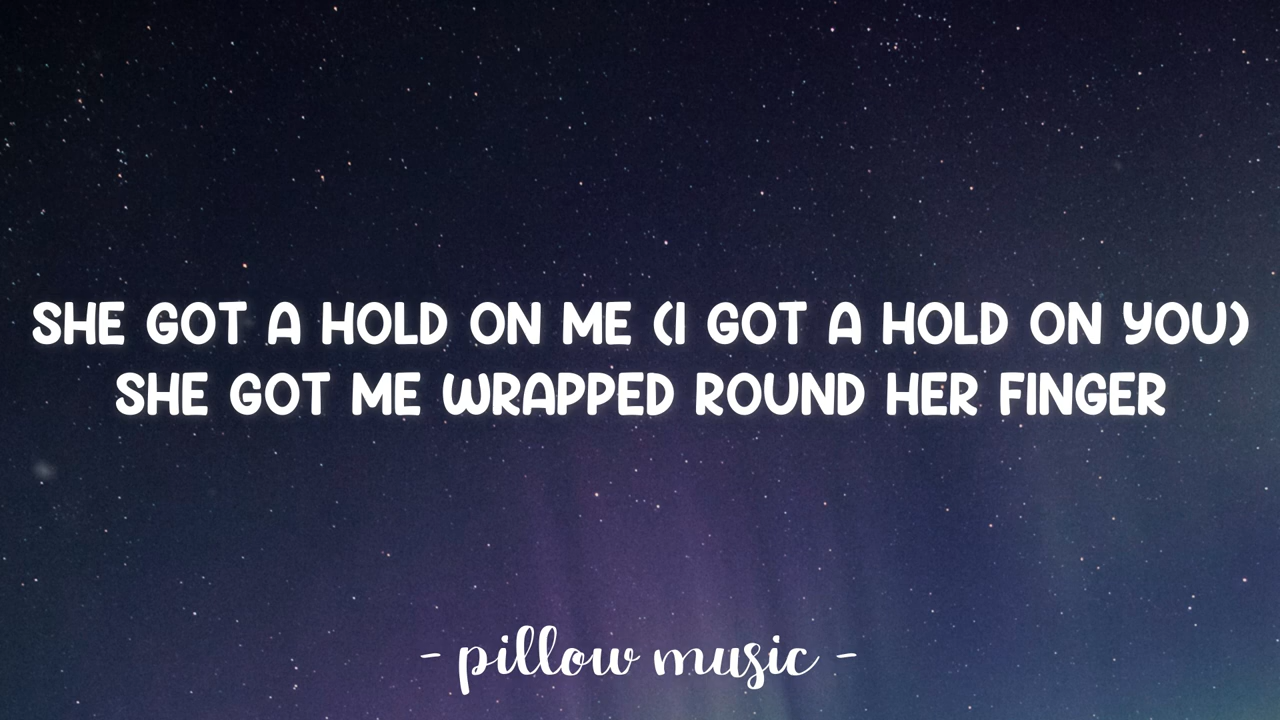 SHE GOT A HOLD ON ME (I GOT A HOLD ON YOU)
SHE GOT ME WRAPPED ROUND HER FINGER
- pillow music -